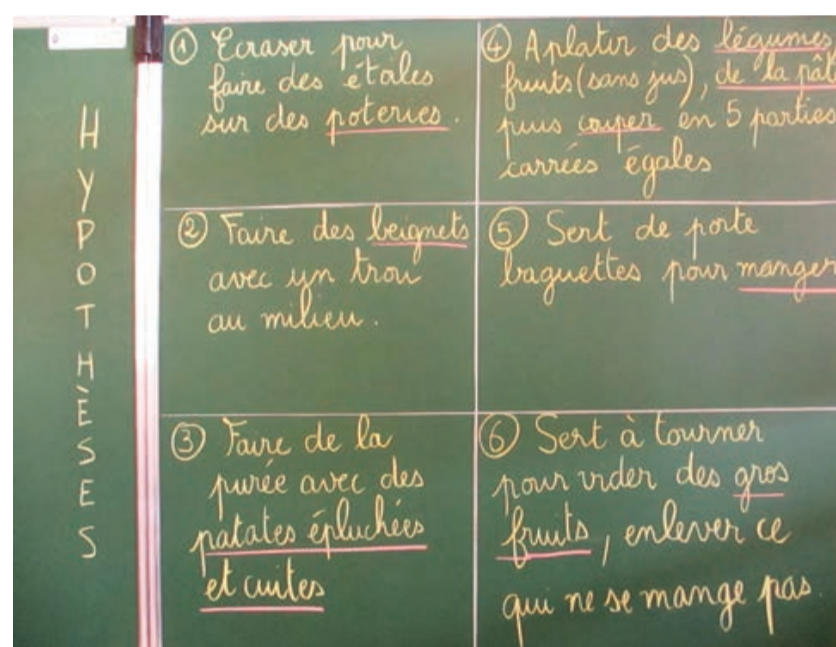 HYPOTHÈSES
① Ecraser pour
faire des étoiles
sur des poteries.
② Faire des beignets
avec un trou
au milieu.
③ Faire de la
purée avec des
patates épluchées
et cuites
④ Aplatir des légumes
fruits (sans jus), de la pât
puis couper en 5 parties
carrées égales
⑤ Sert de porte
baguettes pour manger
⑥ Sert à tourner
pour vider des gros
fruits, enlever ce
qui ne se mange pas.